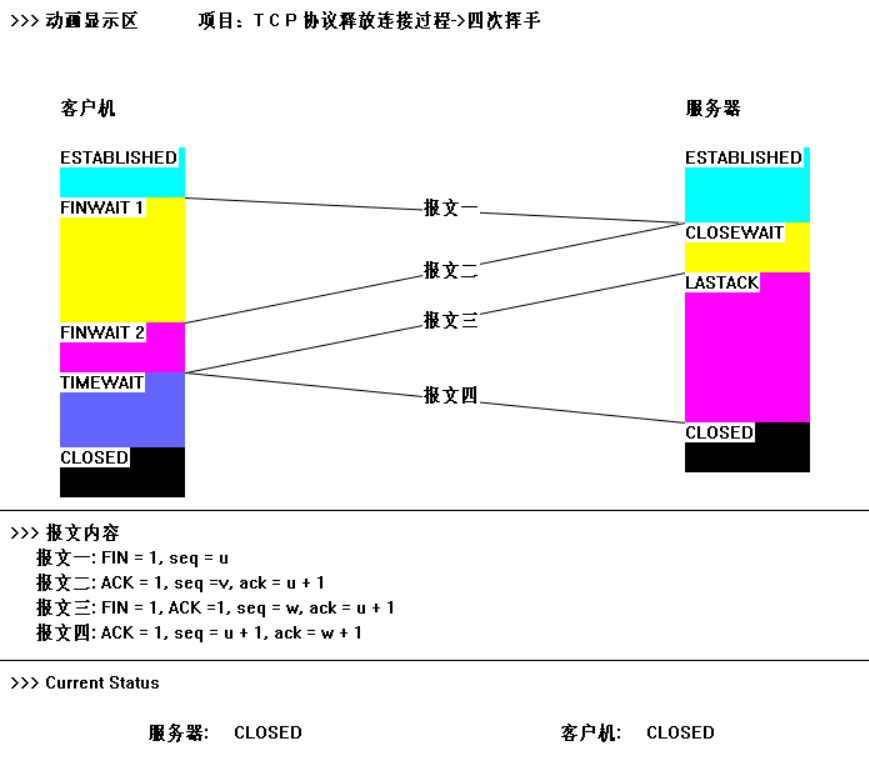 >>> 动画显示区 项目：T C P 协议释放连接过程->四次挥手
客户机 服务器
ESTABLISHED ESTABLISHED
FINWAIT 1 报文一
CLOSEWAIT
报文二
LASTACK
报文三
FINWAIT 2
TIMEWAIT 报文四
CLOSED
CLOSED
>>> 报文内容
报文一: FIN = 1, seq = u
报文二: ACK = 1, seq =v, ack = u + 1
报文三: FIN = 1, ACK =1, seq = w, ack = u + 1
报文四: ACK = 1, seq = u + 1, ack = w + 1
>>> Current Status
服务器: CLOSED 客户机: CLOSED